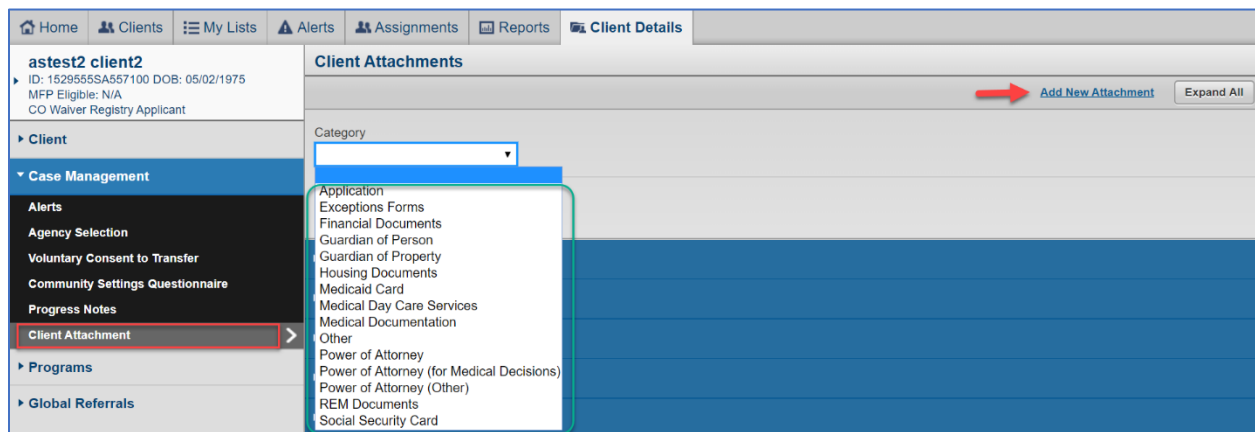 Home
Clients
My Lists
Alerts
Assignments
Reports
Client Details
astest2 client2
ID: 1529555SA557100 DOB: 05/02/1975
MFP Eligible: N/A
CO Waiver Registry Applicant
Client
Case Management
Alerts
Agency Selection
Voluntary Consent to Transfer
Community Settings Questionnaire
Progress Notes
Client Attachment
Programs
Global Referrals
Client Attachments
Add New Attachment
Expand All
Category
Application
Exceptions Forms
Financial Documents
Guardian of Person
Guardian of Property
Housing Documents
Medicaid Card
Medical Day Care Services
Medical Documentation
Other
Power of Attorney
Power of Attorney (for Medical Decisions)
Power of Attorney (Other)
REM Documents
Social Security Card